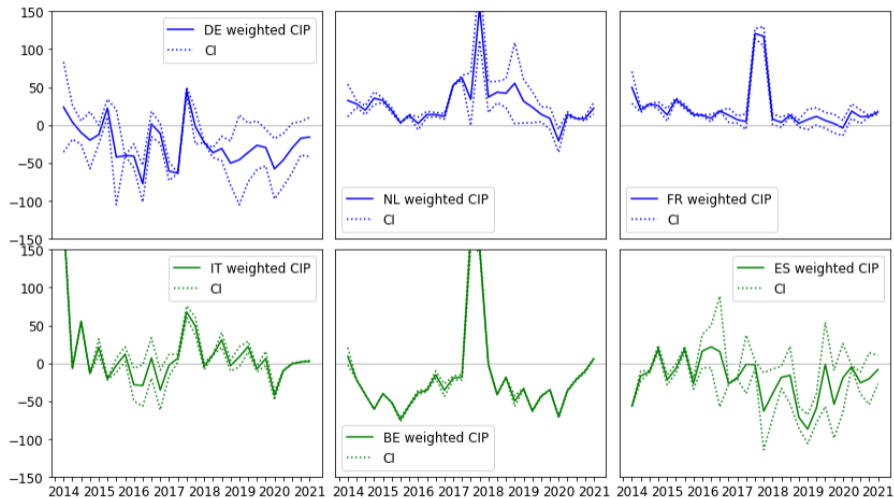 150
100
50
0
−50
−100
−150
DE weighted CIP
CI
NL weighted CIP
CI
FR weighted CIP
CI
150
100
50
0
−50
−100
−150
IT weighted CIP
CI
BE weighted CIP
CI
ES weighted CIP
CI
2014 2015 2016 2017 2018 2019 2020 2021
2014 2015 2016 2017 2018 2019 2020 2021
2014 2015 2016 2017 2018 2019 2020 2021